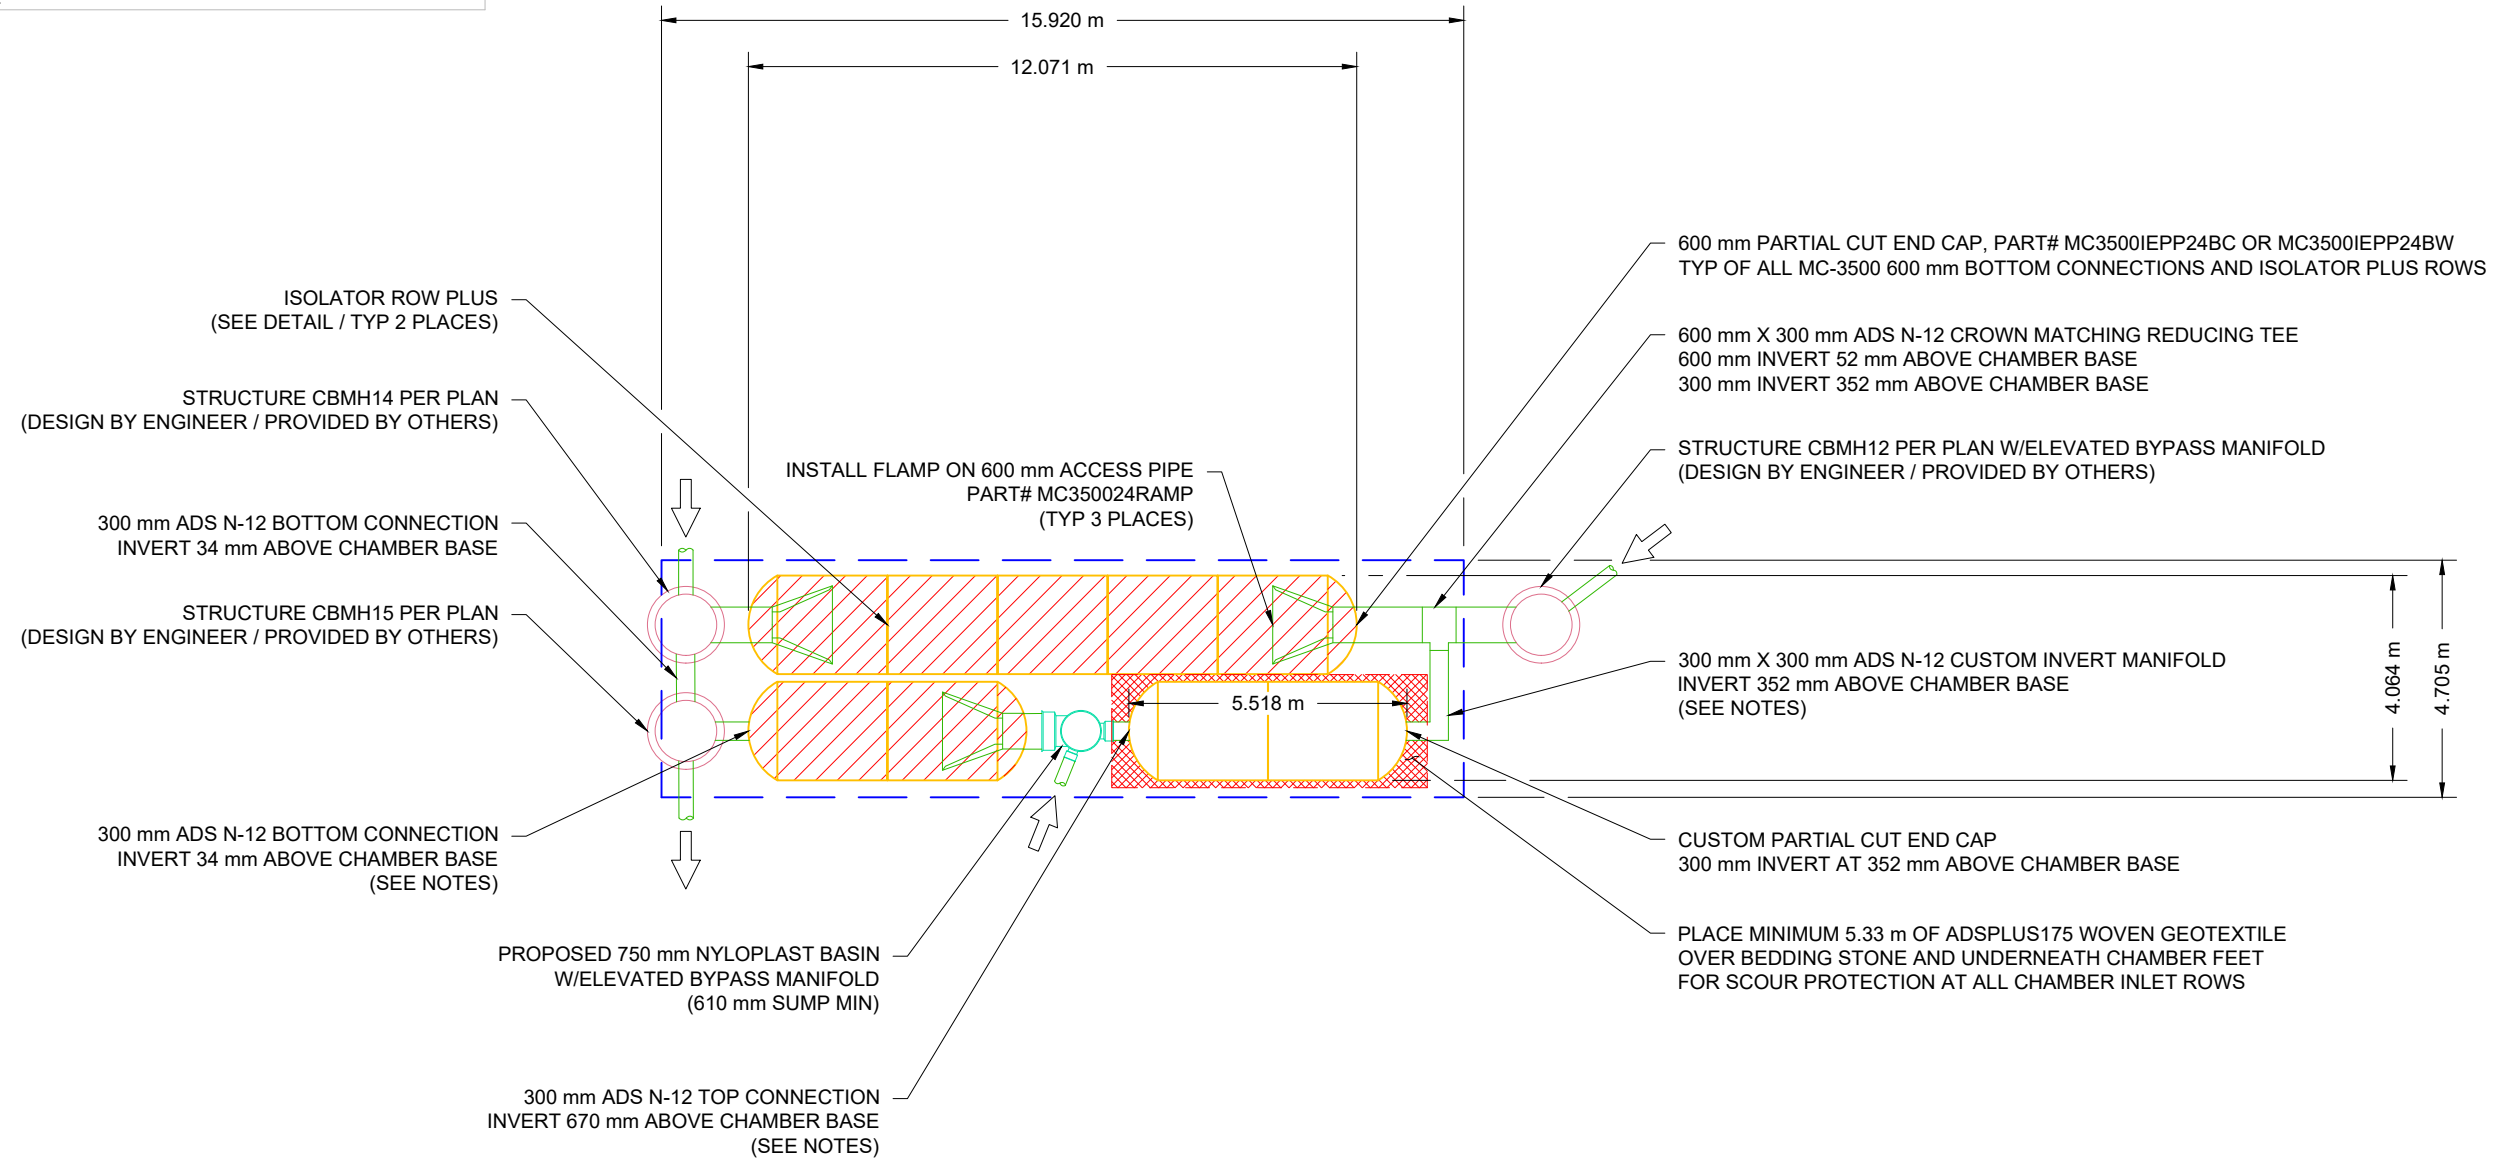 15.920 m
12.071 m
ISOLATOR ROW PLUS
(SEE DETAIL / TYP 2 PLACES)
STRUCTURE CBMH14 PER PLAN
(DESIGN BY ENGINEER / PROVIDED BY OTHERS)
300 mm ADS N-12 BOTTOM CONNECTION
INVERT 34 mm ABOVE CHAMBER BASE
STRUCTURE CBMH15 PER PLAN
(DESIGN BY ENGINEER / PROVIDED BY OTHERS)
300 mm ADS N-12 BOTTOM CONNECTION
INVERT 34 mm ABOVE CHAMBER BASE
(SEE NOTES)
INSTALL FLAMP ON 600 mm ACCESS PIPE
PART# MC350024RAMP
(TYP 3 PLACES)
5.518 m
PROPOSED 750 mm NYLOPLAST BASIN
W/ELEVATED BYPASS MANIFOLD
(610 mm SUMP MIN)
300 mm ADS N-12 TOP CONNECTION
INVERT 670 mm ABOVE CHAMBER BASE
(SEE NOTES)
600 mm PARTIAL CUT END CAP, PART# MC3500IEPP24BC OR MC3500IEPP24BW
TYP OF ALL MC-3500 600 mm BOTTOM CONNECTIONS AND ISOLATOR PLUS ROWS
600 mm X 300 mm ADS N-12 CROWN MATCHING REDUCING TEE
600 mm INVERT 52 mm ABOVE CHAMBER BASE
300 mm INVERT 352 mm ABOVE CHAMBER BASE
STRUCTURE CBMH12 PER PLAN W/ELEVATED BYPASS MANIFOLD
(DESIGN BY ENGINEER / PROVIDED BY OTHERS)
300 mm X 300 mm ADS N-12 CUSTOM INVERT MANIFOLD
INVERT 352 mm ABOVE CHAMBER BASE
(SEE NOTES)
4.064 m
4.705 m
CUSTOM PARTIAL CUT END CAP
300 mm INVERT AT 352 mm ABOVE CHAMBER BASE
PLACE MINIMUM 5.33 m OF ADSPLUS175 WOVEN GEOTEXTILE
OVER BEDDING STONE AND UNDERNEATH CHAMBER FEET
FOR SCOUR PROTECTION AT ALL CHAMBER INLET ROWS